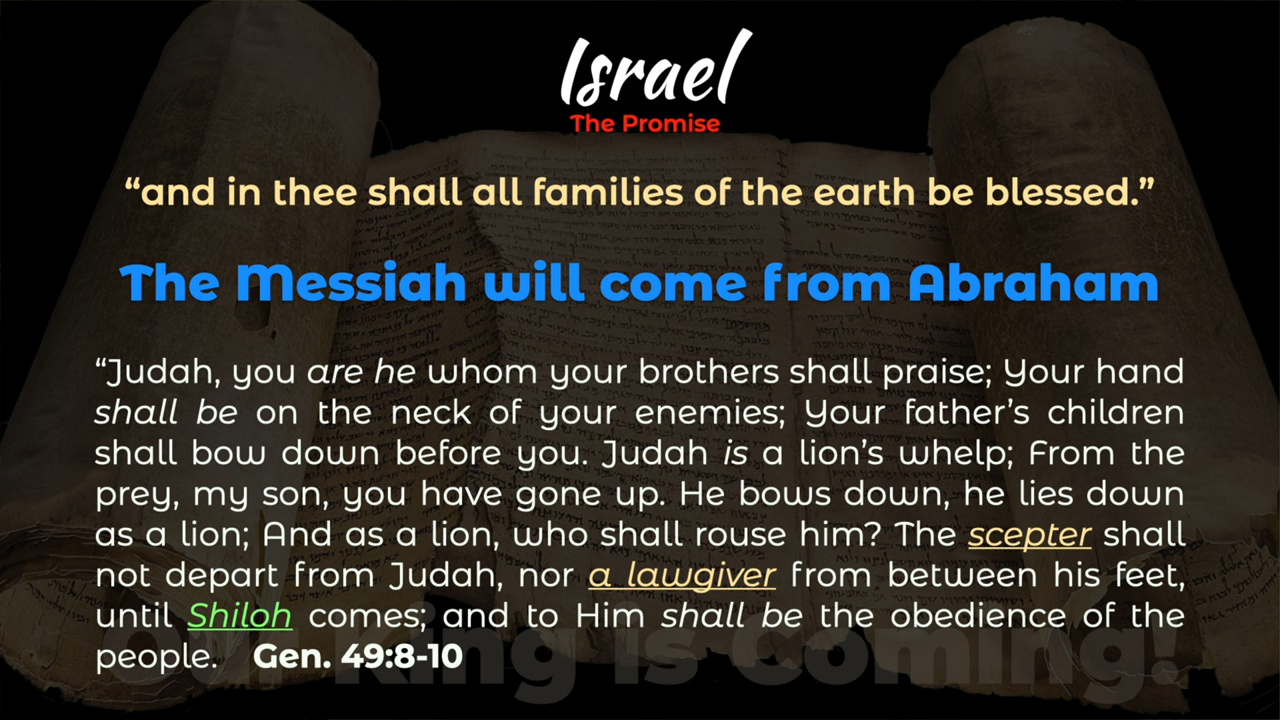 Israel
The Promise
“and in thee shall all families of the earth be blessed.”
The Messiah will come from Abraham
“Judah, you are he whom your brothers shall praise; Your hand
shall be on the neck of your enemies; Your father’s children
shall bow down before you. Judah is a lion’s whelp; From the
prey, my son, you have gone up. He bows down, he lies down
as a lion; And as a lion, who shall rouse him? The scepter shall
not depart from Judah, nor a lawgiver from between his feet,
until Shiloh comes; and to Him shall be the obedience of the
people. Gen. 49:8-10
Our King is Coming!